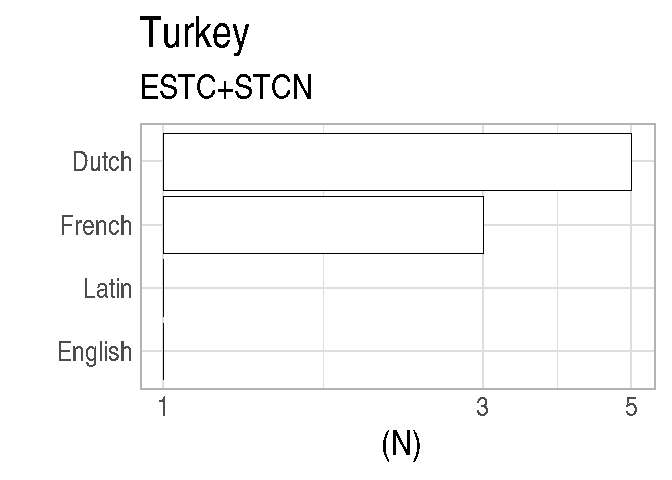 Turkey
ESTC+STCN
Dutch
French
Latin
English
1 3 5
(N)